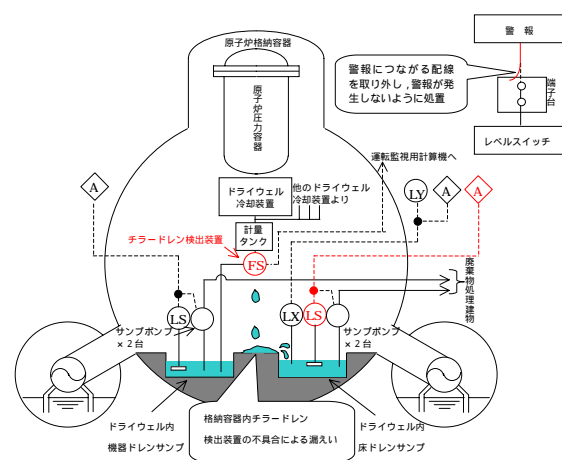 警　報
警報につながる配線
を取り外し，警報が
発生しないように処置
端子台
レベルスイッチ
原子炉格納容器
原子炉圧力容器
運転監視用計算機へ
ドライウェル
冷却装置
他のドライウェル
冷却装置より
計量
タンク
チラードレン検出装置
FS
A
LY
A
A
廃棄物処理建物
LS
LX
LS
サンプポンプ
×２台
サンプポンプ
×２台
ドライウェル内
機器ドレンサンプ
格納容器内チラードレン
検出装置の不具合による漏えい
ドライウェル内
床ドレンサンプ